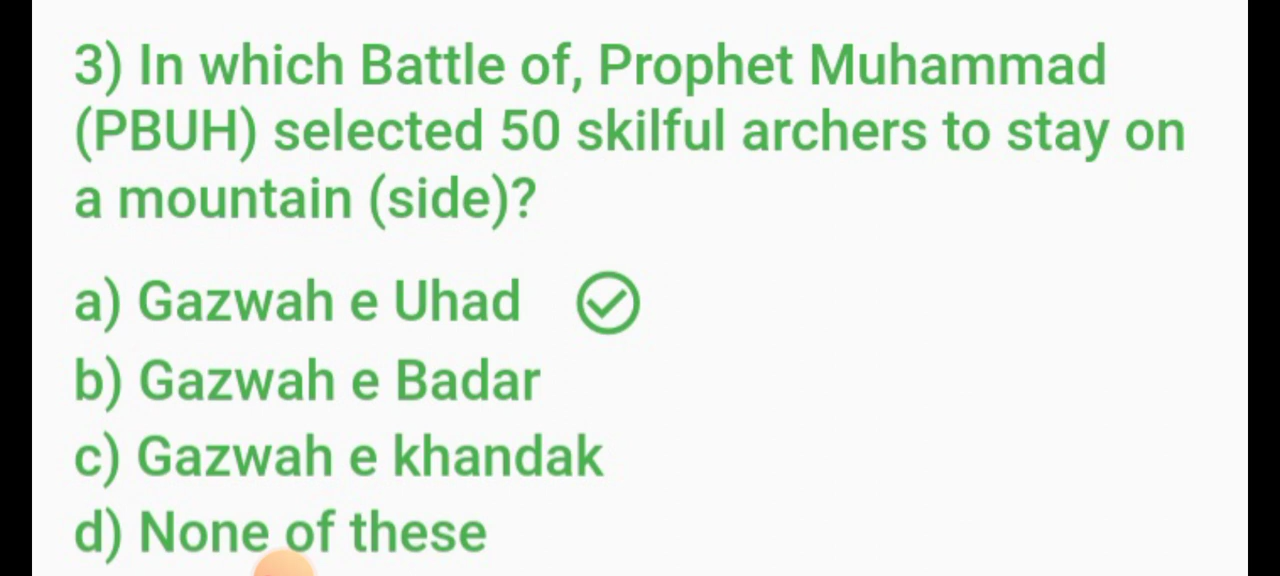 3) In which Battle of, Prophet Muhammad
(PBUH) selected 50 skilful archers to stay on
a mountain (side)?
a) Gazwah e Uhad
b) Gazwah e Badar
c) Gazwah e khandak
d) None of these